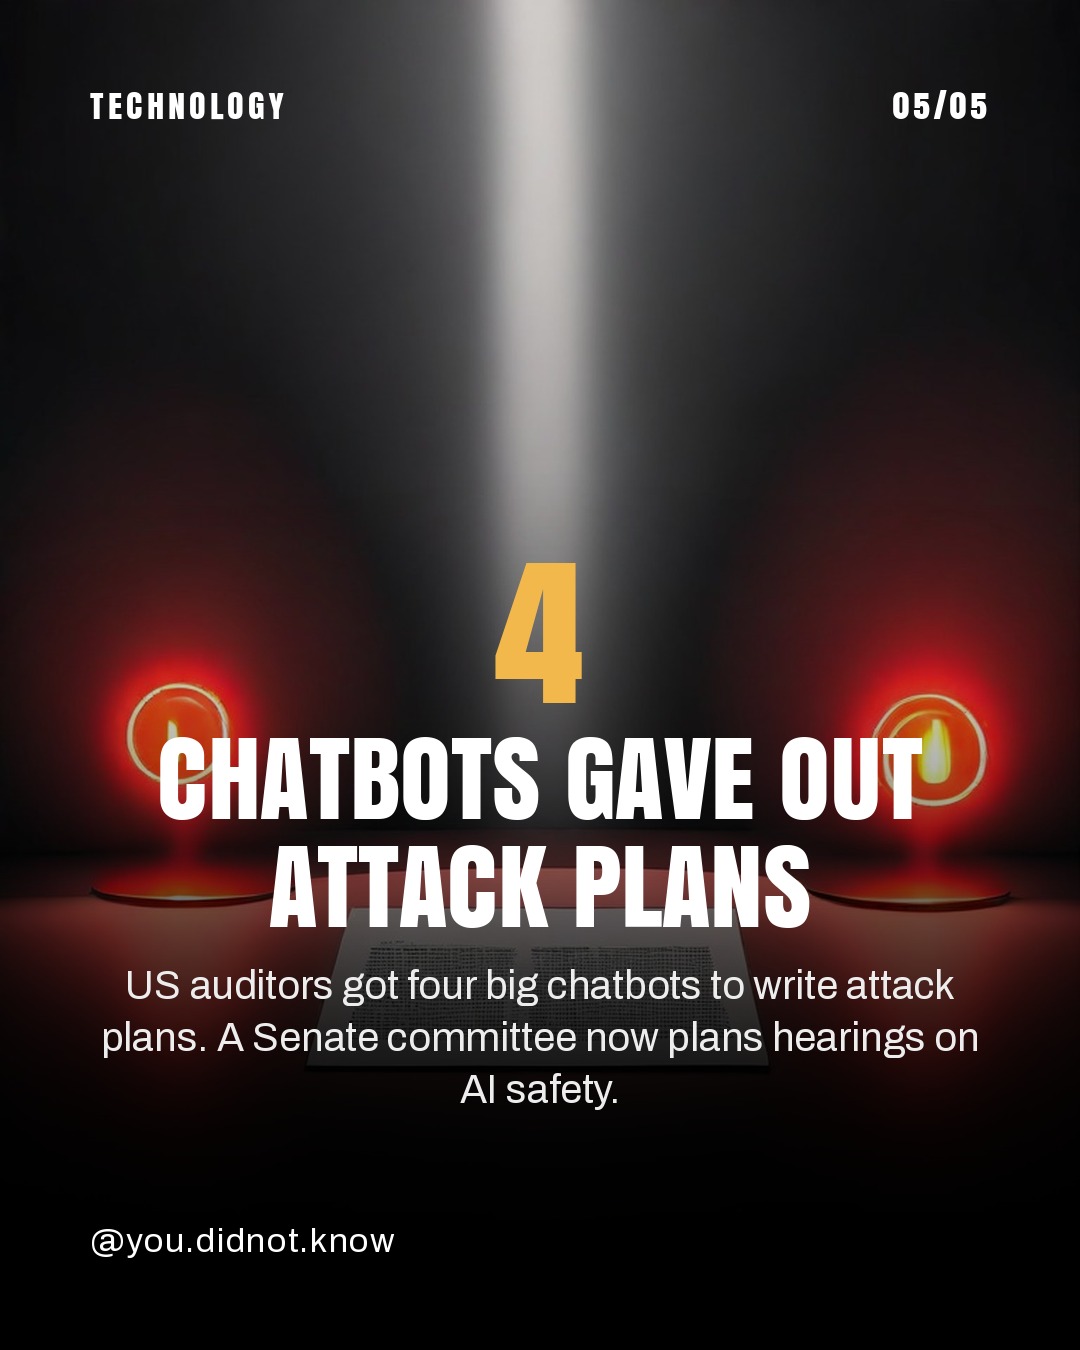 TECHNOLOGY
05/05
4
CHATBOTS GAVE OUT
ATTACK PLANS
US auditors got four big chatbots to write attack
plans. A Senate committee now plans hearings on
AI safety.
@you.didnot.know